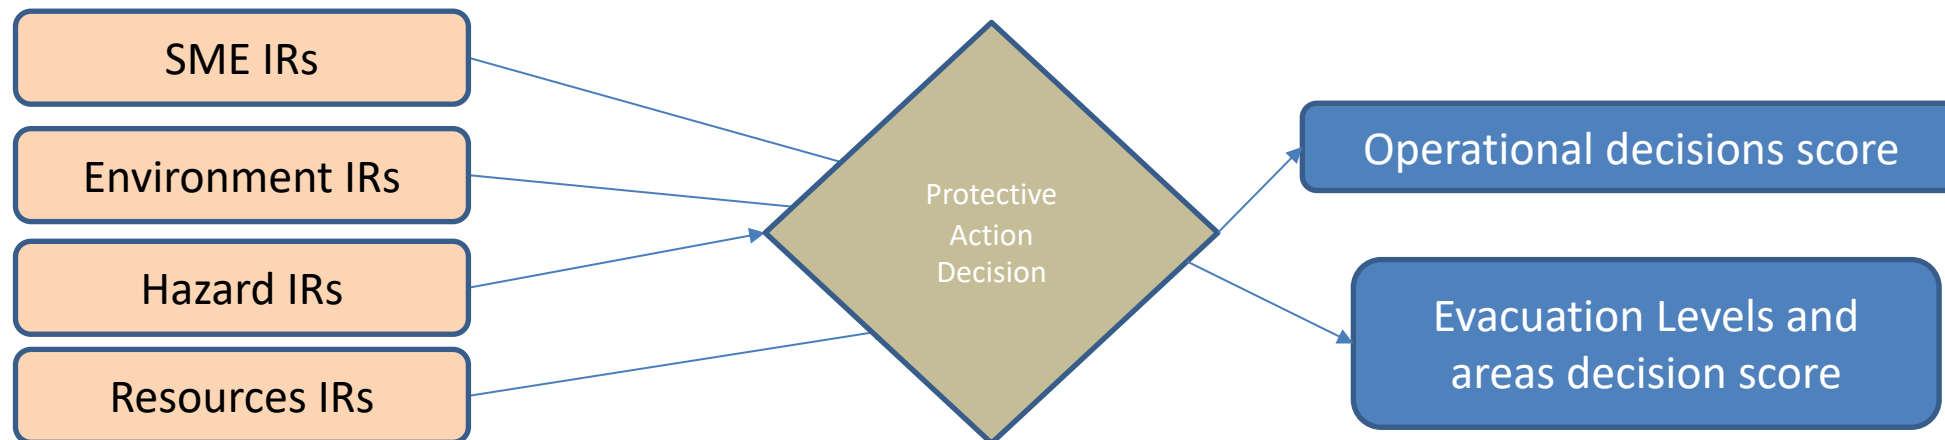 SME IRs
Environment IRs
Hazard IRs
Resources IRs
Protective
Action
Decision
Operational decisions score
Evacuation Levels and
areas decision score